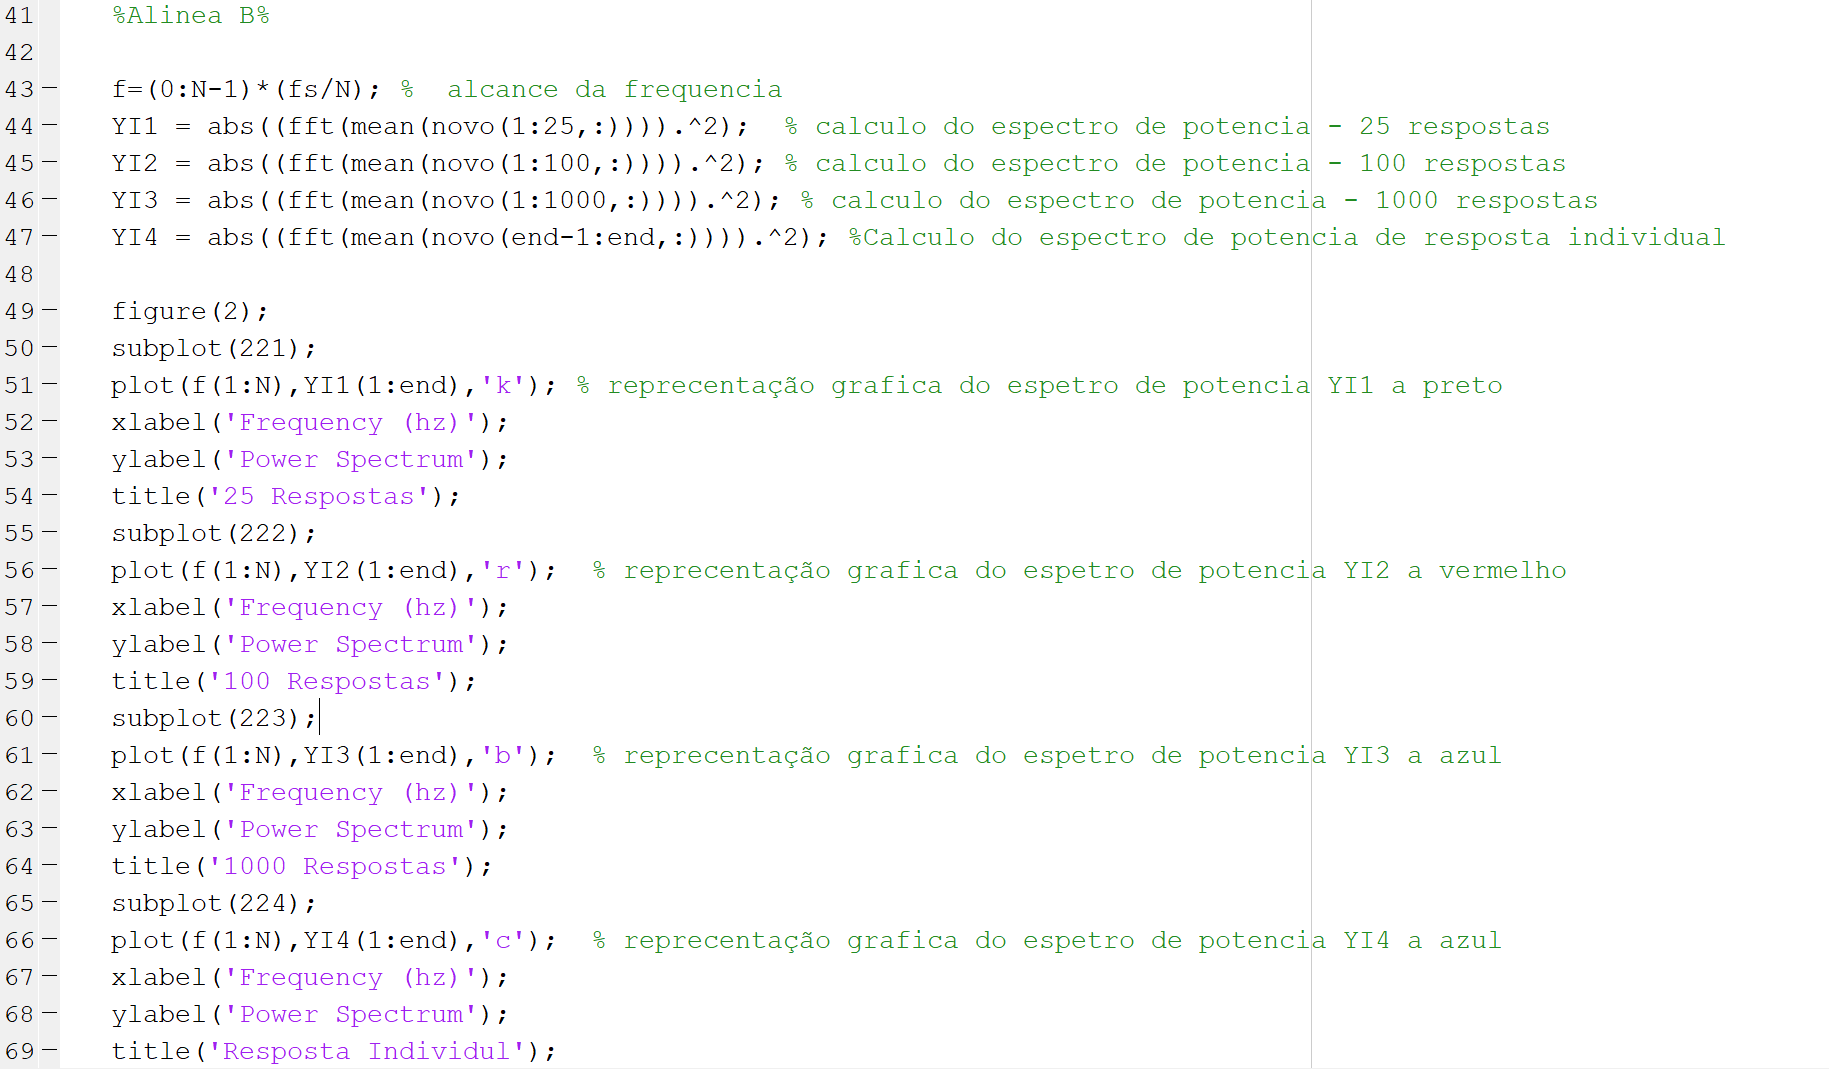 41 %Alinea B%
42
43 f=(0:N-1)*(fs/N); %  alcance da frequencia
44 YI1 = abs((fft(mean(novo(1:25,:)))).^2);  % calculo do espectro de potencia - 25 respostas
45 YI2 = abs((fft(mean(novo(1:100,:)))).^2); % calculo do espectro de potencia - 100 respostas
46 YI3 = abs((fft(mean(novo(1:1000,:)))).^2); % calculo do espectro de potencia - 1000 respostas
47 YI4 = abs((fft(mean(novo(end-1:end,:)))).^2); %Calculo do espectro de potencia de resposta individual
48
49 figure(2);
50 subplot(221);
51 plot(f(1:N),YI1(1:end),'k'); % reprecentação grafica do espetro de potencia YI1 a preto
52 xlabel('Frequency (hz)');
53 ylabel('Power Spectrum');
54 title('25 Respostas');
55 subplot(222);
56 plot(f(1:N),YI2(1:end),'r');  % reprecentação grafica do espetro de potencia YI2 a vermelho
57 xlabel('Frequency (hz)');
58 ylabel('Power Spectrum');
59 title('100 Respostas');
60 subplot(223);
61 plot(f(1:N),YI3(1:end),'b');  % reprecentação grafica do espetro de potencia YI3 a azul
62 xlabel('Frequency (hz)');
63 ylabel('Power Spectrum');
64 title('1000 Respostas');
65 subplot(224);
66 plot(f(1:N),YI4(1:end),'c');  % reprecentação grafica do espetro de potencia YI4 a azul
67 xlabel('Frequency (hz)');
68 ylabel('Power Spectrum');
69 title('Resposta Individul');